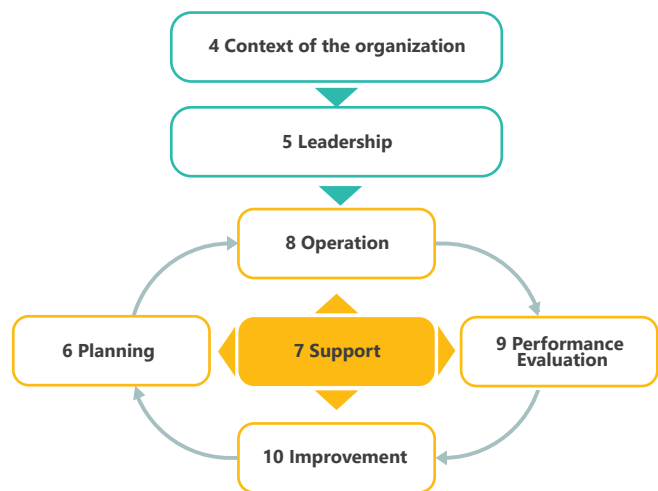 4 Context of the organization
5 Leadership
8 Operation
6 Planning
7 Support
9 Performance
Evaluation
10 Improvement